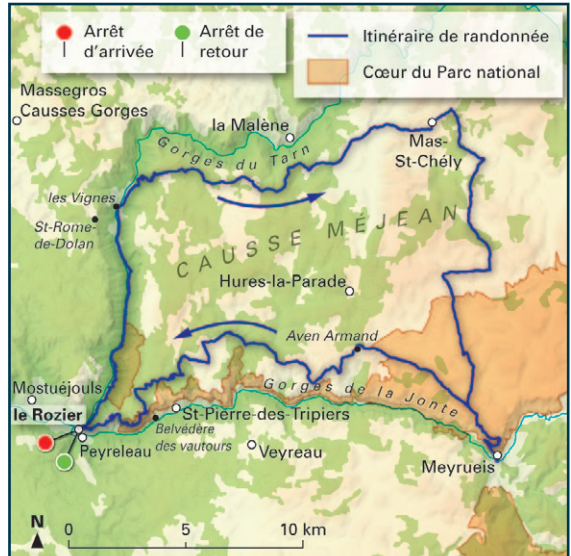 Arrêt
d'arrivée
Arrêt de
retour
Itinéraire de randonnée
Cœur du Parc national
Massegros
Causses Gorges
la Malène
Mas-
St-Chély
Gorges du Tarn
les Vignes
St-Rome-
de-Dolan
CAUSSE MÉJEAN
Hures-la-Parade
Aven Armand
Mostuéjouls
le Rozier
Gorges de la Jonte
St-Pierre-des-Tripiers
Peyreleau
Belvédère
des vautours
Veyreau
Meyrueis
N
0 5 10 km